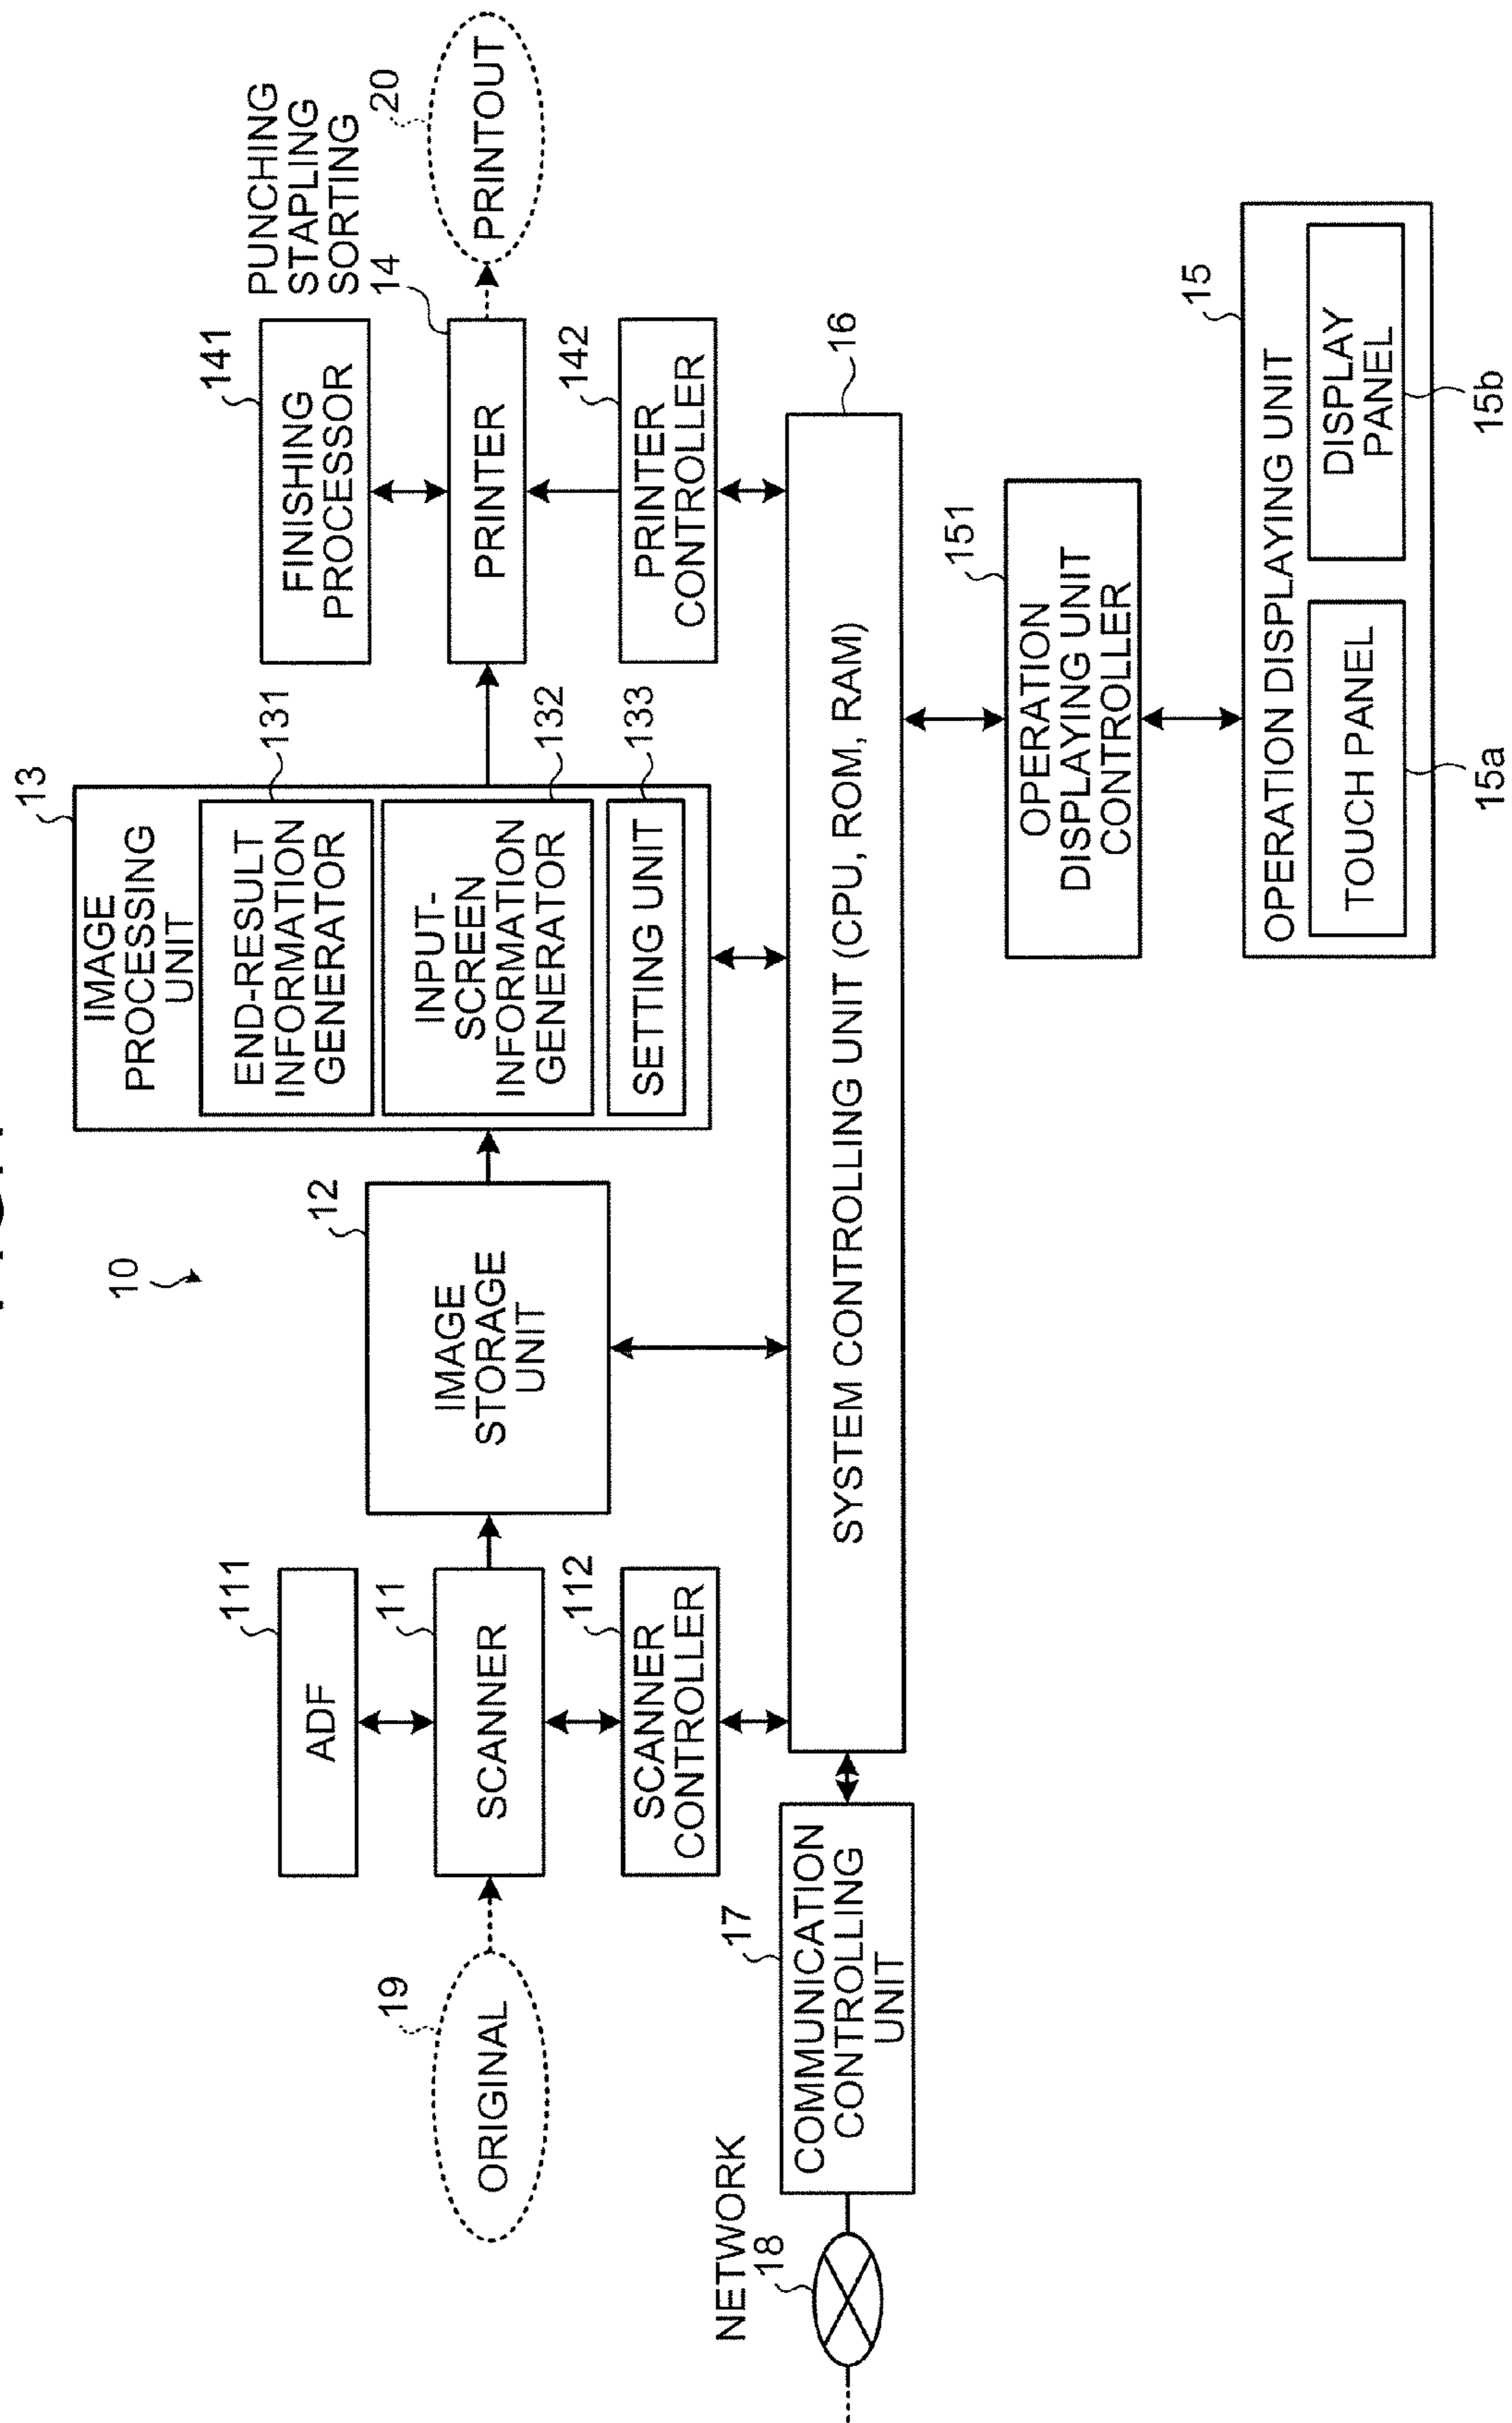 10
13
IMAGE
PROCESSING
UNIT
END-RESULT
INFORMATION
GENERATOR
131
INPUT-
SCREEN
INFORMATION
GENERATOR
132
SETTING UNIT
133
PUNCHING
STAPLING
SORTING
111
ADF
12
IMAGE
STORAGE
UNIT
141
FINISHING
PROCESSOR
19
ORIGINAL
11
SCANNER
14
PRINTER
20
PRINTOUT
112
SCANNER
CONTROLLER
142
PRINTER
CONTROLLER
NETWORK
18
17
COMMUNICATION
CONTROLLING
UNIT
SYSTEM CONTROLLING UNIT (CPU, ROM, RAM)
16
151
OPERATION
DISPLAYING UNIT
CONTROLLER
15
OPERATION DISPLAYING UNIT
TOUCH PANEL
DISPLAY
PANEL
15a
15b